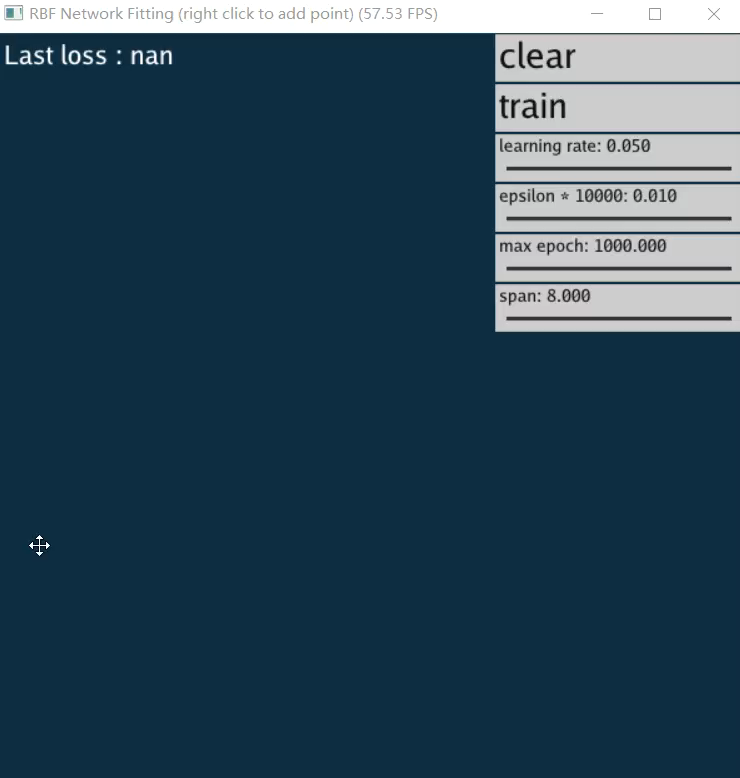 RBF Network Fitting (right click to add point) (57.53 FPS)
Last loss : nan
clear
train
learning rate: 0.050
epsilon * 10000: 0.010
max epoch: 1000.000
span: 8.000